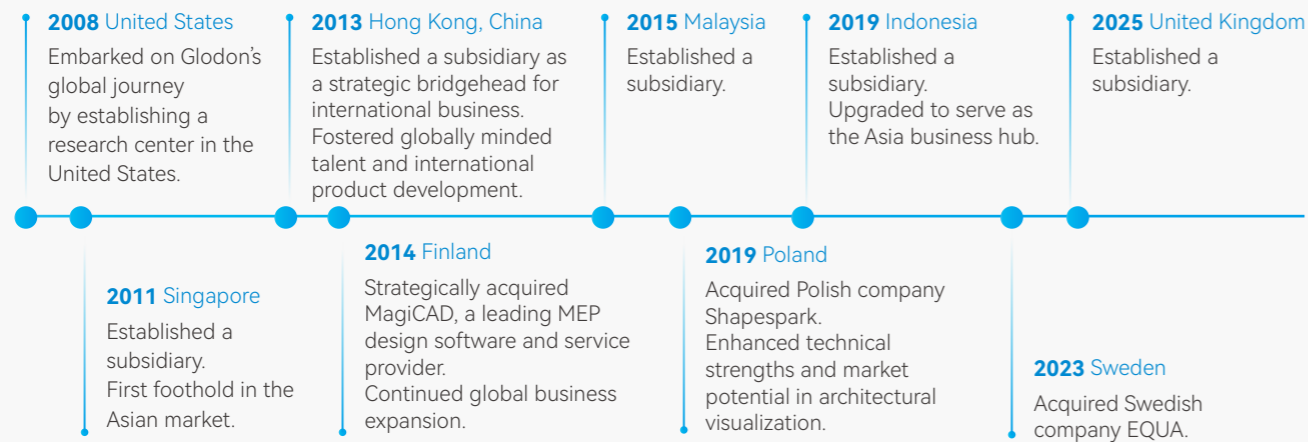 2008 United States
Embarked on Glodon’s
global journey
by establishing a
research center in the
United States.
2011 Singapore
Established a
subsidiary.
First foothold in the
Asian market.
2013 Hong Kong, China
Established a subsidiary as
a strategic bridgehead for
international business.
Fostered globally minded
talent and international
product development.
2014 Finland
Strategically acquired
MagiCAD, a leading MEP
design software and service
provider.
Continued global business
expansion.
2015 Malaysia
Established a
subsidiary.
2019 Poland
Acquired Polish company
Shapespark.
Enhanced technical
strengths and market
potential in architectural
visualization.
2019 Indonesia
Established a
subsidiary.
Upgraded to serve as
the Asia business hub.
2023 Sweden
Acquired Swedish
company EQUA.
2025 United Kingdom
Established a
subsidiary.